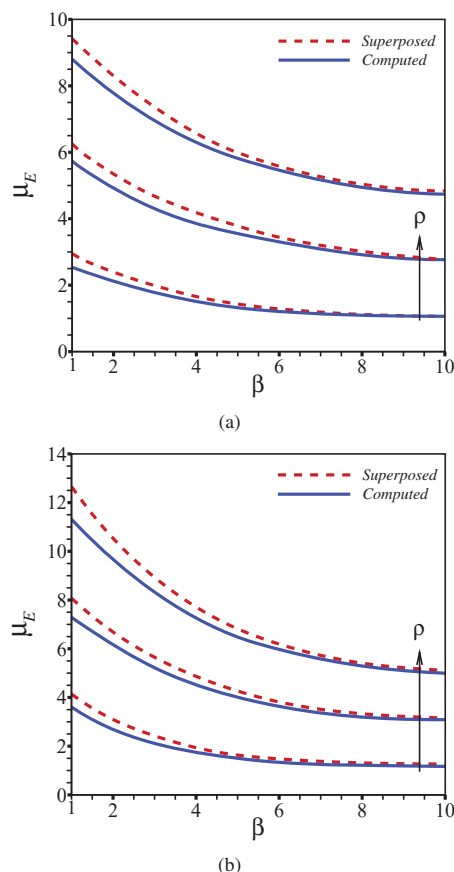 10
Superposed
Computed
8
6
μE
4
ρ
2
0
1 2 4 6 8 10
β
(a)
14
Superposed
12
Computed
10
8
μE
6
ρ
4
2
0
1 2 4 6 8 10
β
(b)